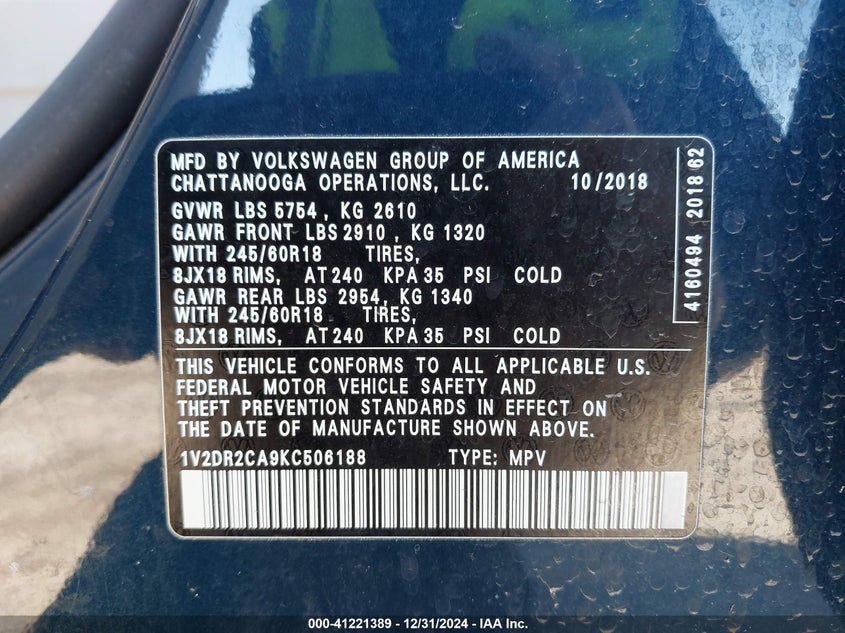 MFD BY VOLKSWAGEN GROUP OF AMERICA
CHATTANOOGA OPERATIONS, LLC. 10/2018
GVWR LBS 5754 , KG 2610
GAWR FRONT LBS 2910 , KG 1320
WITH 245/60R18 TIRES,
8JX18 RIMS, AT 240 KPA 35 PSI COLD
GAWR REAR LBS 2954, KG 1340
WITH 245/60R18 TIRES,
8JX18 RIMS, AT 240 KPA 35 PSI COLD
4160494 201862
THIS VEHICLE CONFORMS TO ALL APPLICABLE U.S.
FEDERAL MOTOR VEHICLE SAFETY AND
THEFT PREVENTION STANDARDS IN EFFECT ON
THE DATE OF MANUFACTURE SHOWN ABOVE.
1V2DR2CA9KC506188 TYPE: MPV
000-41221389 - 12/31/2024 - IAA Inc.